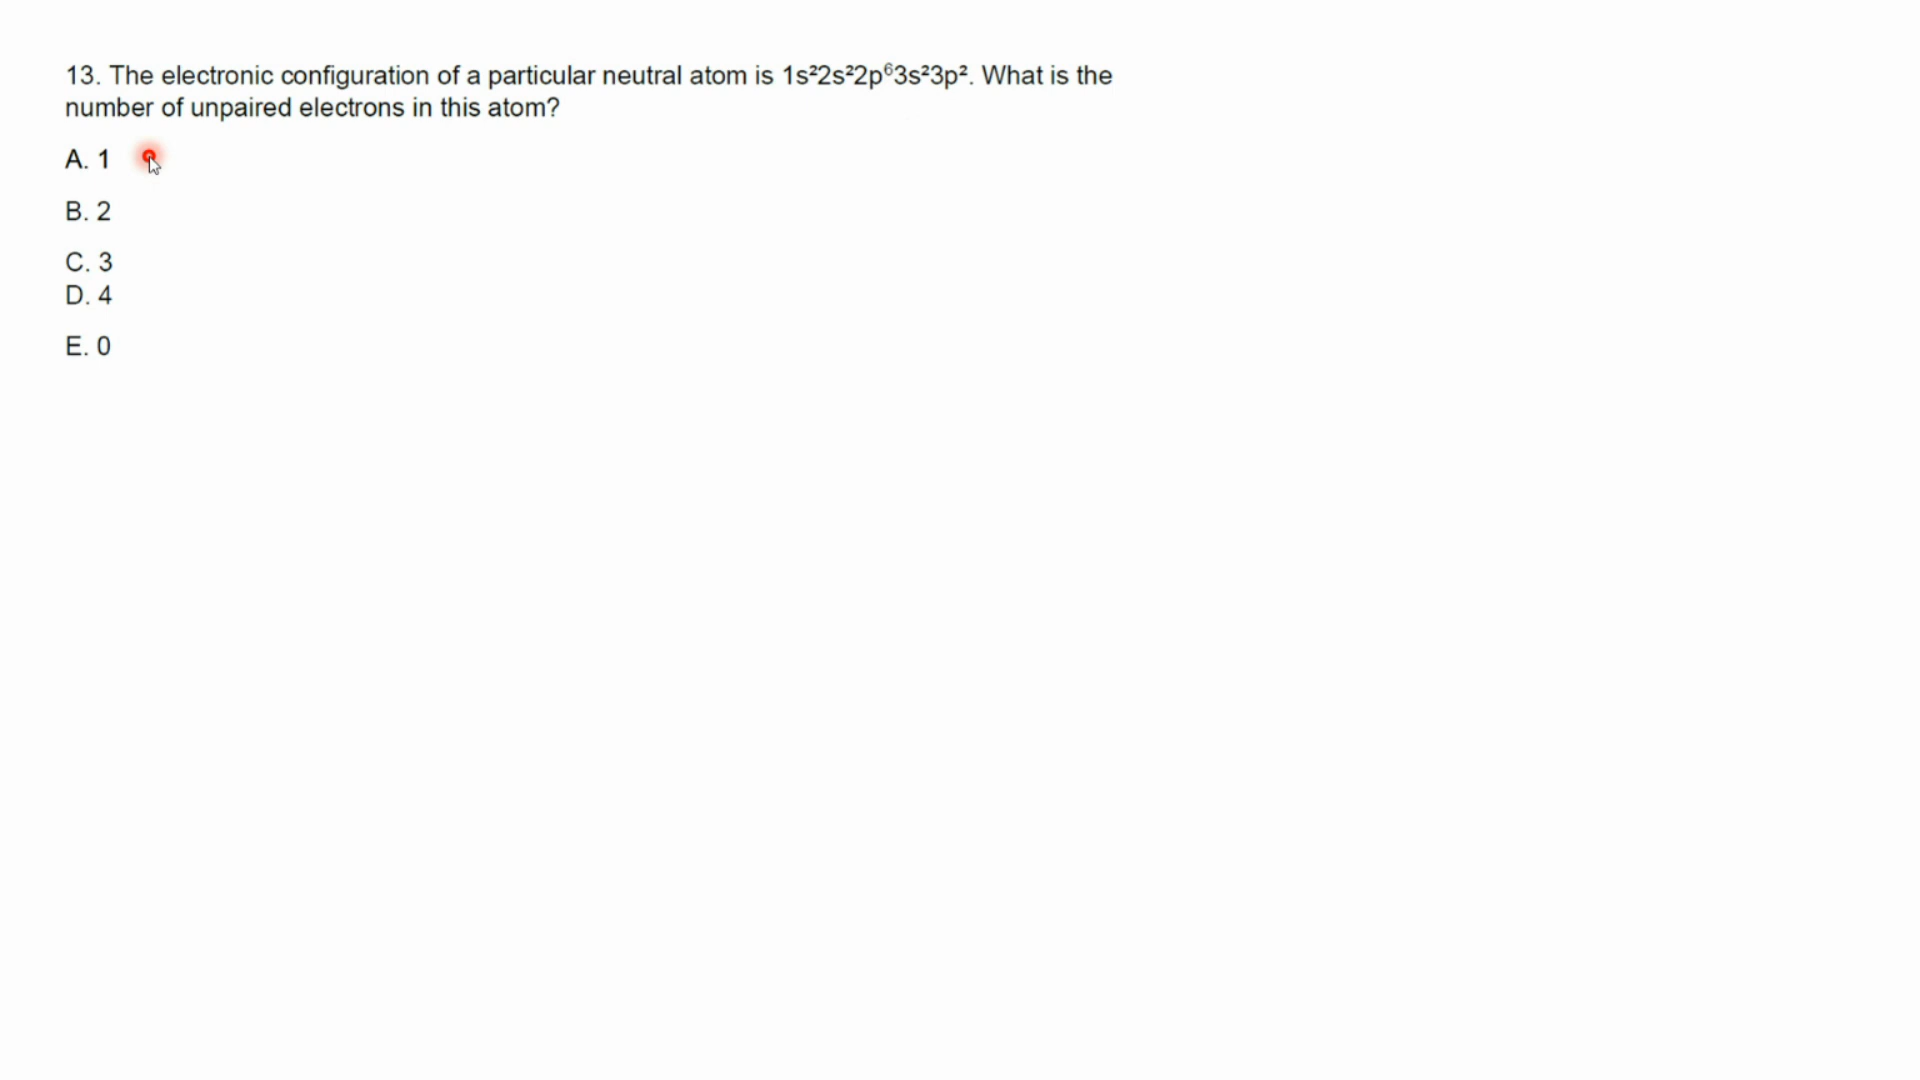 13. The electronic configuration of a particular neutral atom is 1s²2s²2p⁶3s²3p². What is the
number of unpaired electrons in this atom?
A. 1
B. 2
C. 3
D. 4
E. 0